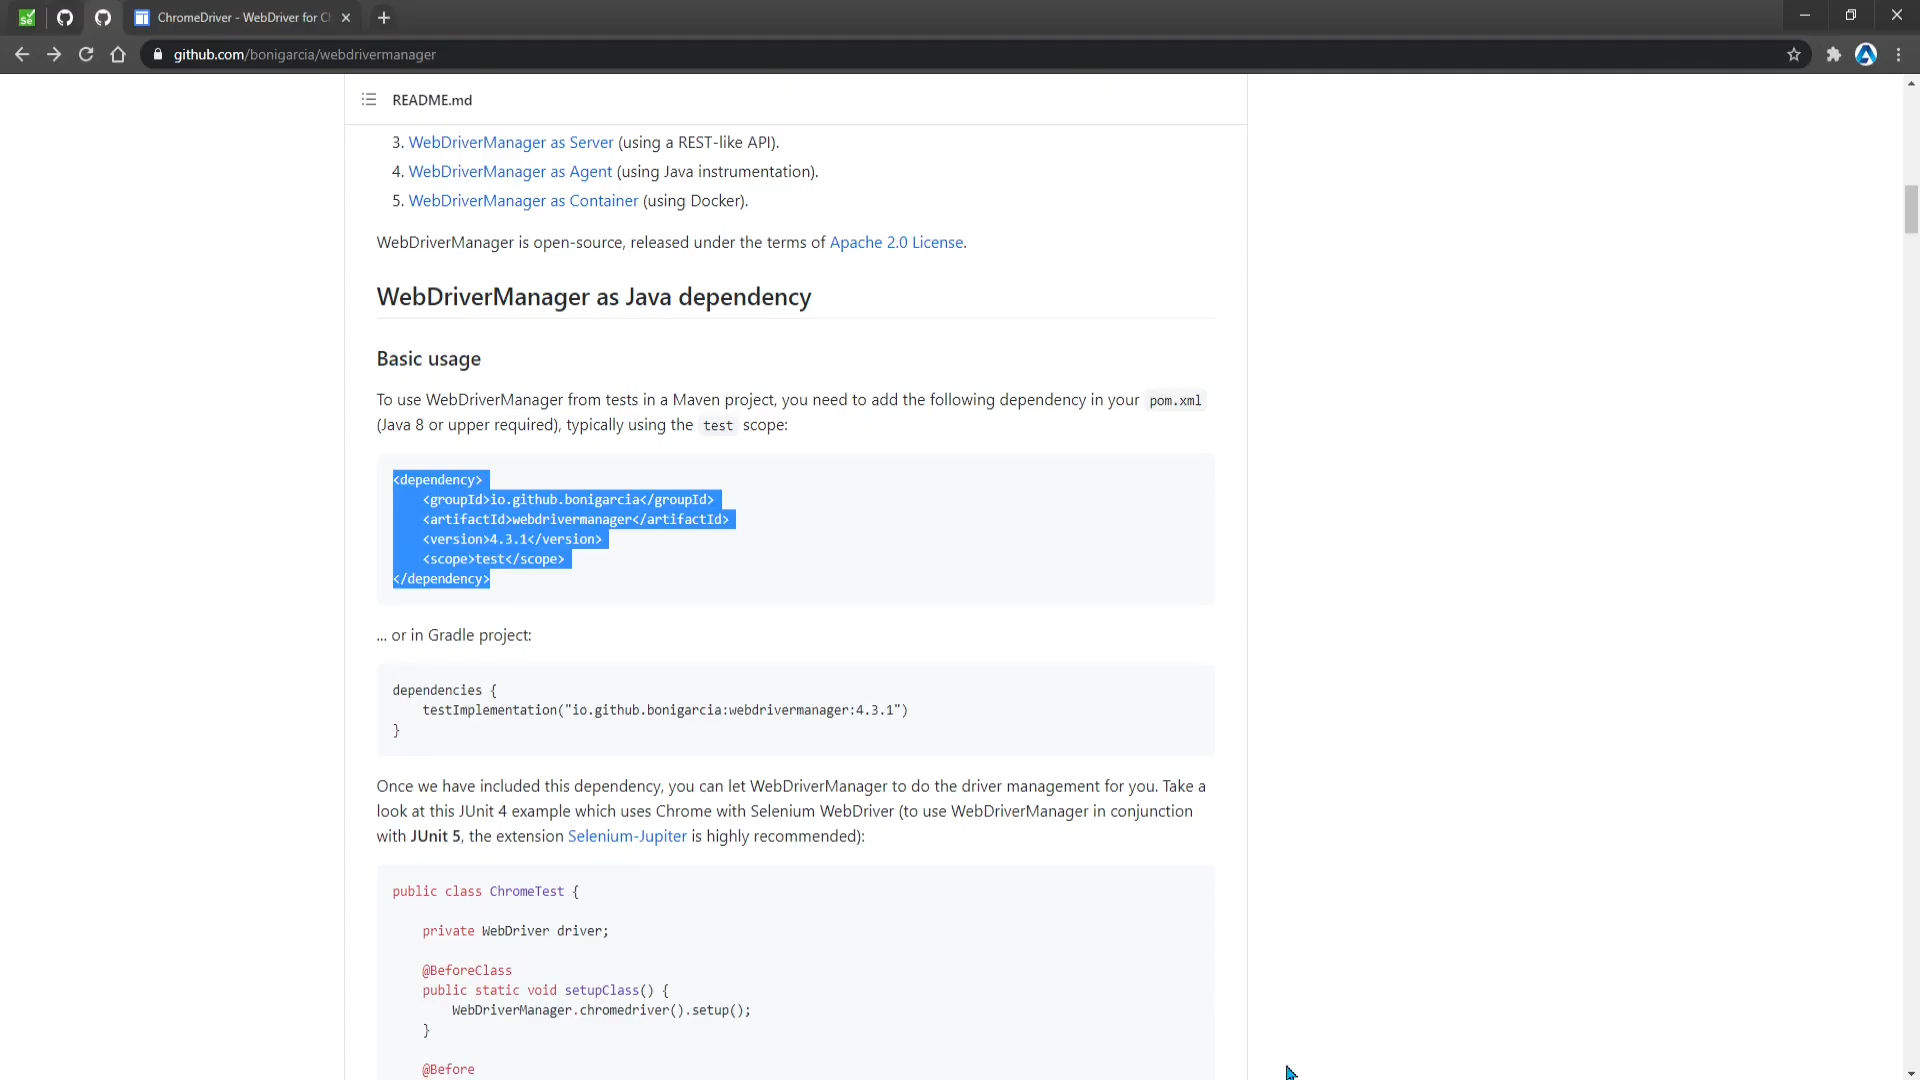 ChromeDriver - WebDriver for Ch
github.com/bonigarcia/webdrivermanager
README.md
3. WebDriverManager as Server (using a REST-like API).
4. WebDriverManager as Agent (using Java instrumentation).
5. WebDriverManager as Container (using Docker).
WebDriverManager is open-source, released under the terms of Apache 2.0 License.
WebDriverManager as Java dependency
Basic usage
To use WebDriverManager from tests in a Maven project, you need to add the following dependency in your pom.xml
(Java 8 or upper required), typically using the test scope:
<dependency>
    <groupId>io.github.bonigarcia</groupId>
    <artifactId>webdrivermanager</artifactId>
    <version>4.3.1</version>
    <scope>test</scope>
</dependency>
... or in Gradle project:
dependencies {
    testImplementation("io.github.bonigarcia:webdrivermanager:4.3.1")
}
Once we have included this dependency, you can let WebDriverManager to do the driver management for you. Take a
look at this JUnit 4 example which uses Chrome with Selenium WebDriver (to use WebDriverManager in conjunction
with JUnit 5, the extension Selenium-Jupiter is highly recommended):
public class ChromeTest {
    private WebDriver driver;
    @BeforeClass
    public static void setupClass() {
        WebDriverManager.chromedriver().setup();
    }
    @Before